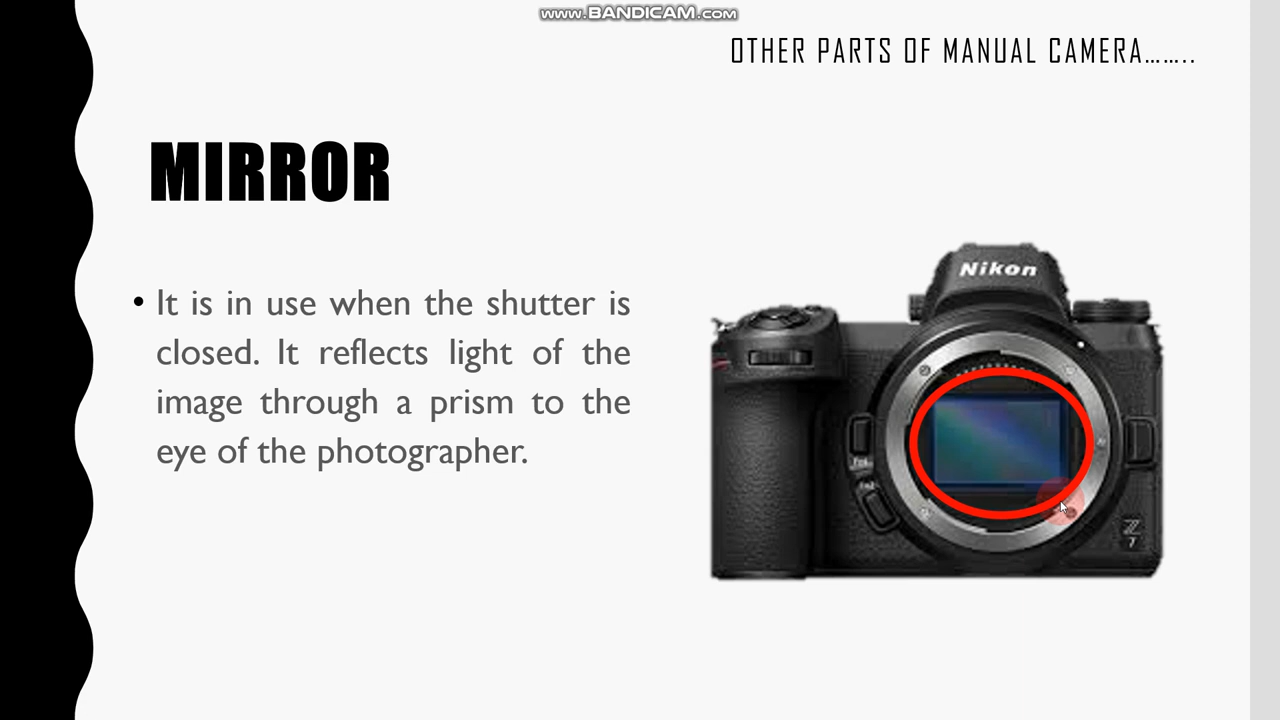 www.BANDICAM.com
OTHER PARTS OF MANUAL CAMERA……..
MIRROR
• It is in use when the shutter is
closed. It reflects light of the
image through a prism to the
eye of the photographer.
Nikon
Z
7